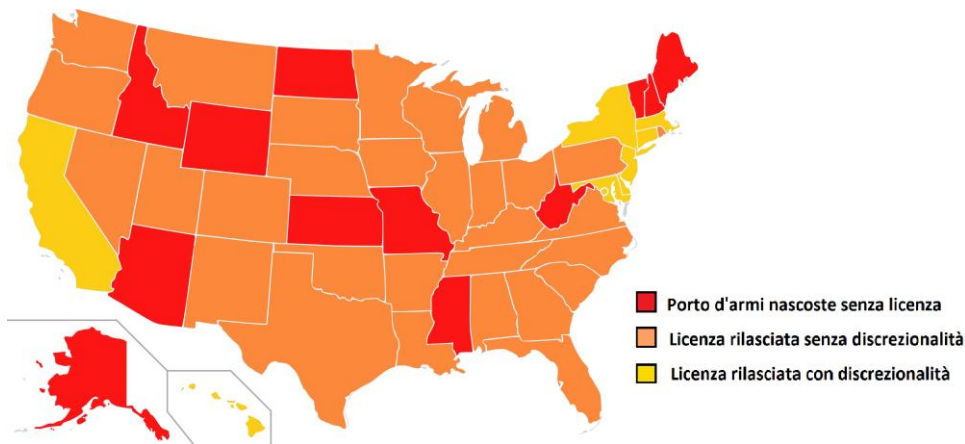 Porto d'armi nascoste senza licenza
Licenza rilasciata senza discrezionalità
Licenza rilasciata con discrezionalità